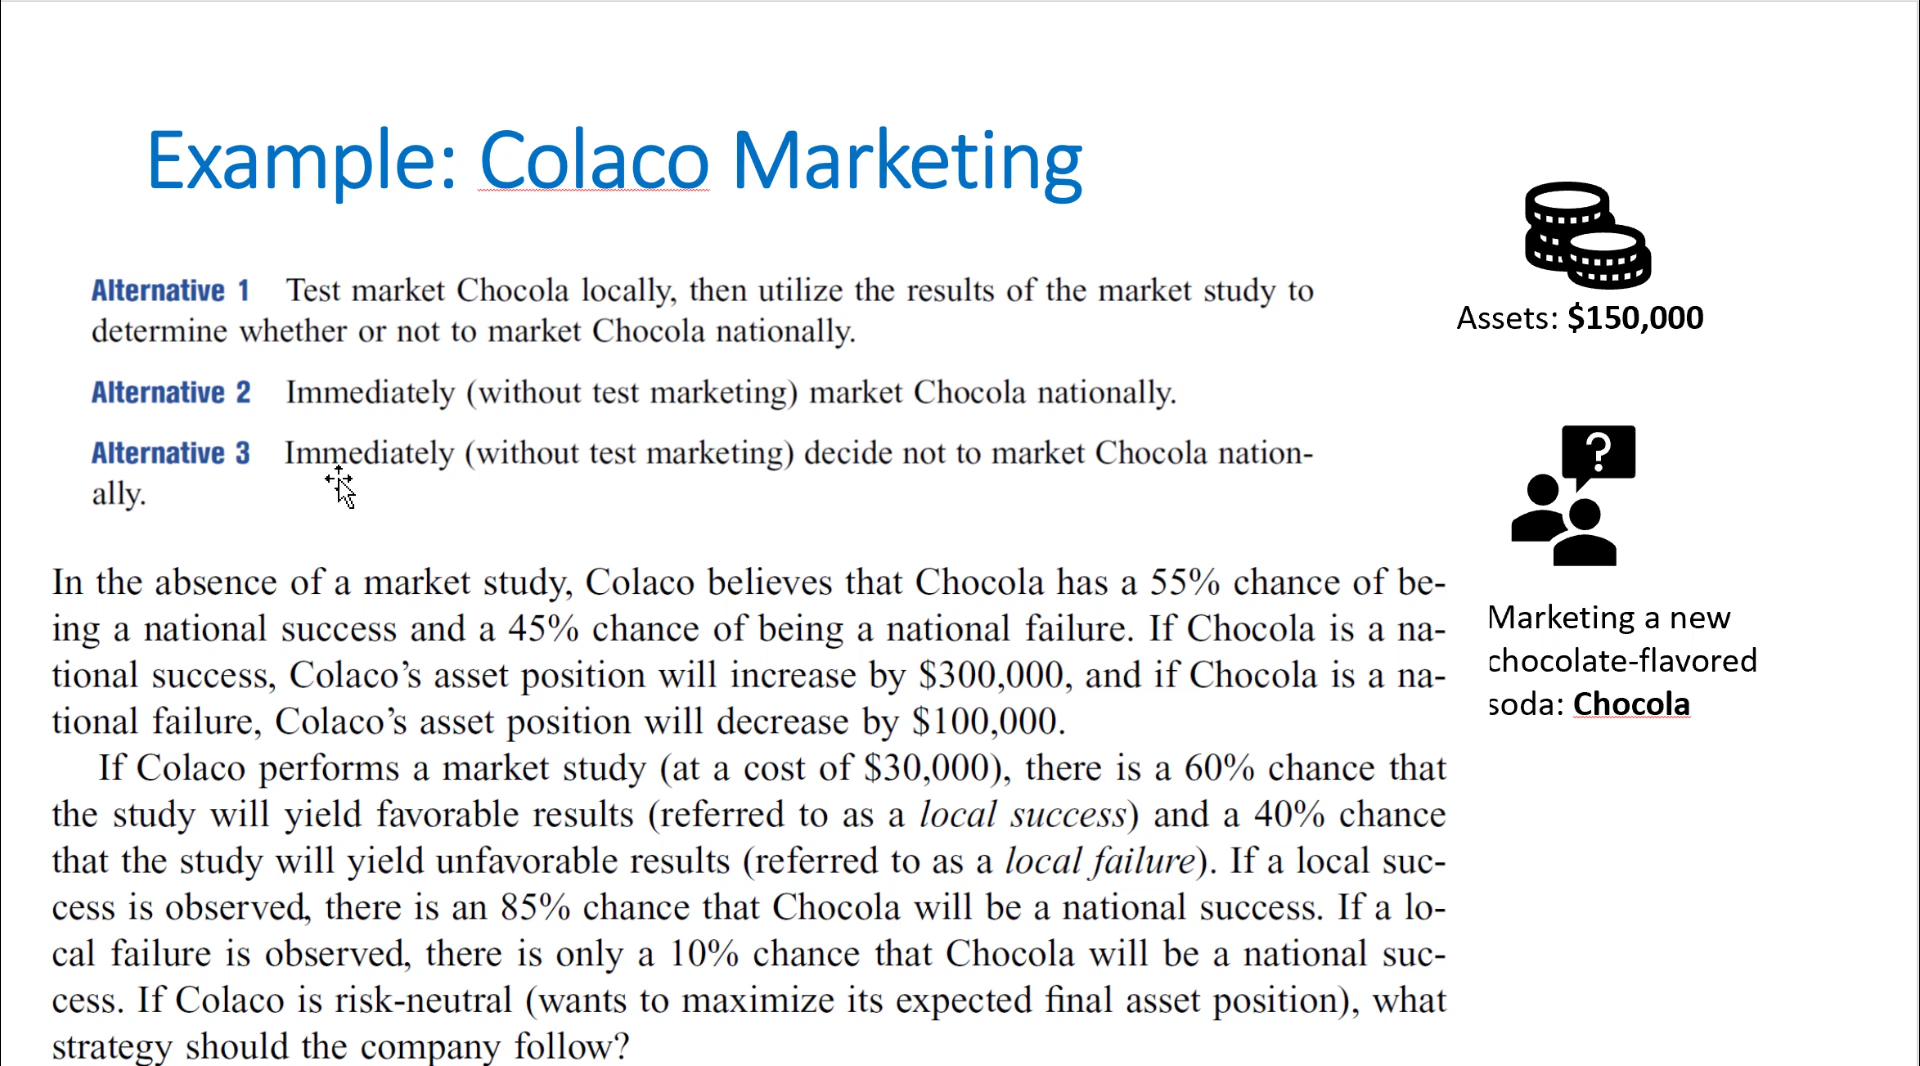 Example: Colaco Marketing
Alternative 1 Test market Chocola locally, then utilize the results of the market study to
determine whether or not to market Chocola nationally.
Alternative 2 Immediately (without test marketing) market Chocola nationally.
Alternative 3 Immediately (without test marketing) decide not to market Chocola nation-
ally.
In the absence of a market study, Colaco believes that Chocola has a 55% chance of be-
ing a national success and a 45% chance of being a national failure. If Chocola is a na-
tional success, Colaco’s asset position will increase by $300,000, and if Chocola is a na-
tional failure, Colaco’s asset position will decrease by $100,000.
If Colaco performs a market study (at a cost of $30,000), there is a 60% chance that
the study will yield favorable results (referred to as a local success) and a 40% chance
that the study will yield unfavorable results (referred to as a local failure). If a local suc-
cess is observed, there is an 85% chance that Chocola will be a national success. If a lo-
cal failure is observed, there is only a 10% chance that Chocola will be a national suc-
cess. If Colaco is risk-neutral (wants to maximize its expected final asset position), what
strategy should the company follow?
Assets: $150,000
?
Marketing a new
chocolate-flavored
soda: Chocola